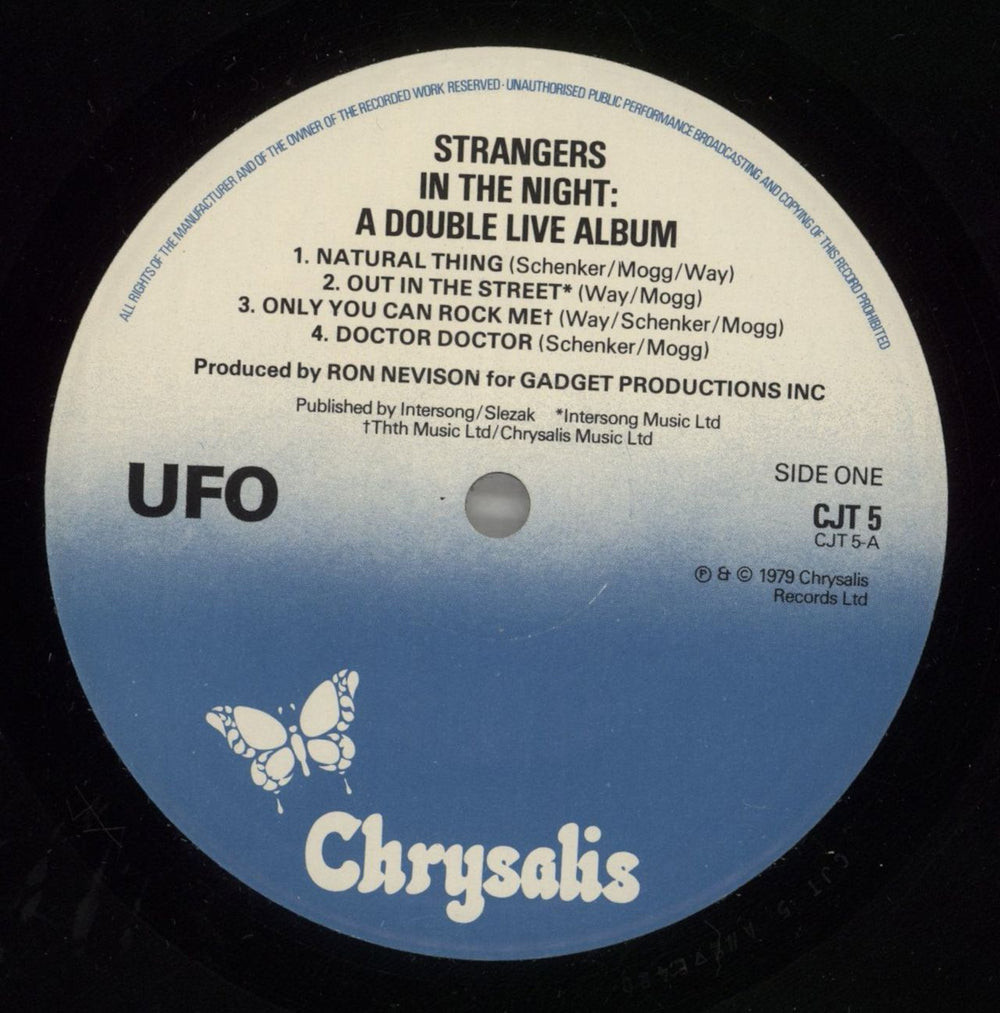 ALL RIGHTS OF THE MANUFACTURER AND OF THE OWNER OF THE RECORDED WORK RESERVED · UNAUTHORISED PUBLIC PERFORMANCE BROADCASTING AND COPYING OF THIS RECORD PROHIBITED
STRANGERS
IN THE NIGHT:
A DOUBLE LIVE ALBUM
1. NATURAL THING (Schenker/Mogg/Way)
2. OUT IN THE STREET* (Way/Mogg)
3. ONLY YOU CAN ROCK ME† (Way/Schenker/Mogg)
4. DOCTOR DOCTOR (Schenker/Mogg)
Produced by RON NEVISON for GADGET PRODUCTIONS INC
Published by Intersong/Slezak *Intersong Music Ltd
†Thth Music Ltd/Chrysalis Music Ltd
UFO
SIDE ONE
CJT 5
CJT 5-A
℗ & © 1979 Chrysalis
Records Ltd
Chrysalis
CJT 5 A